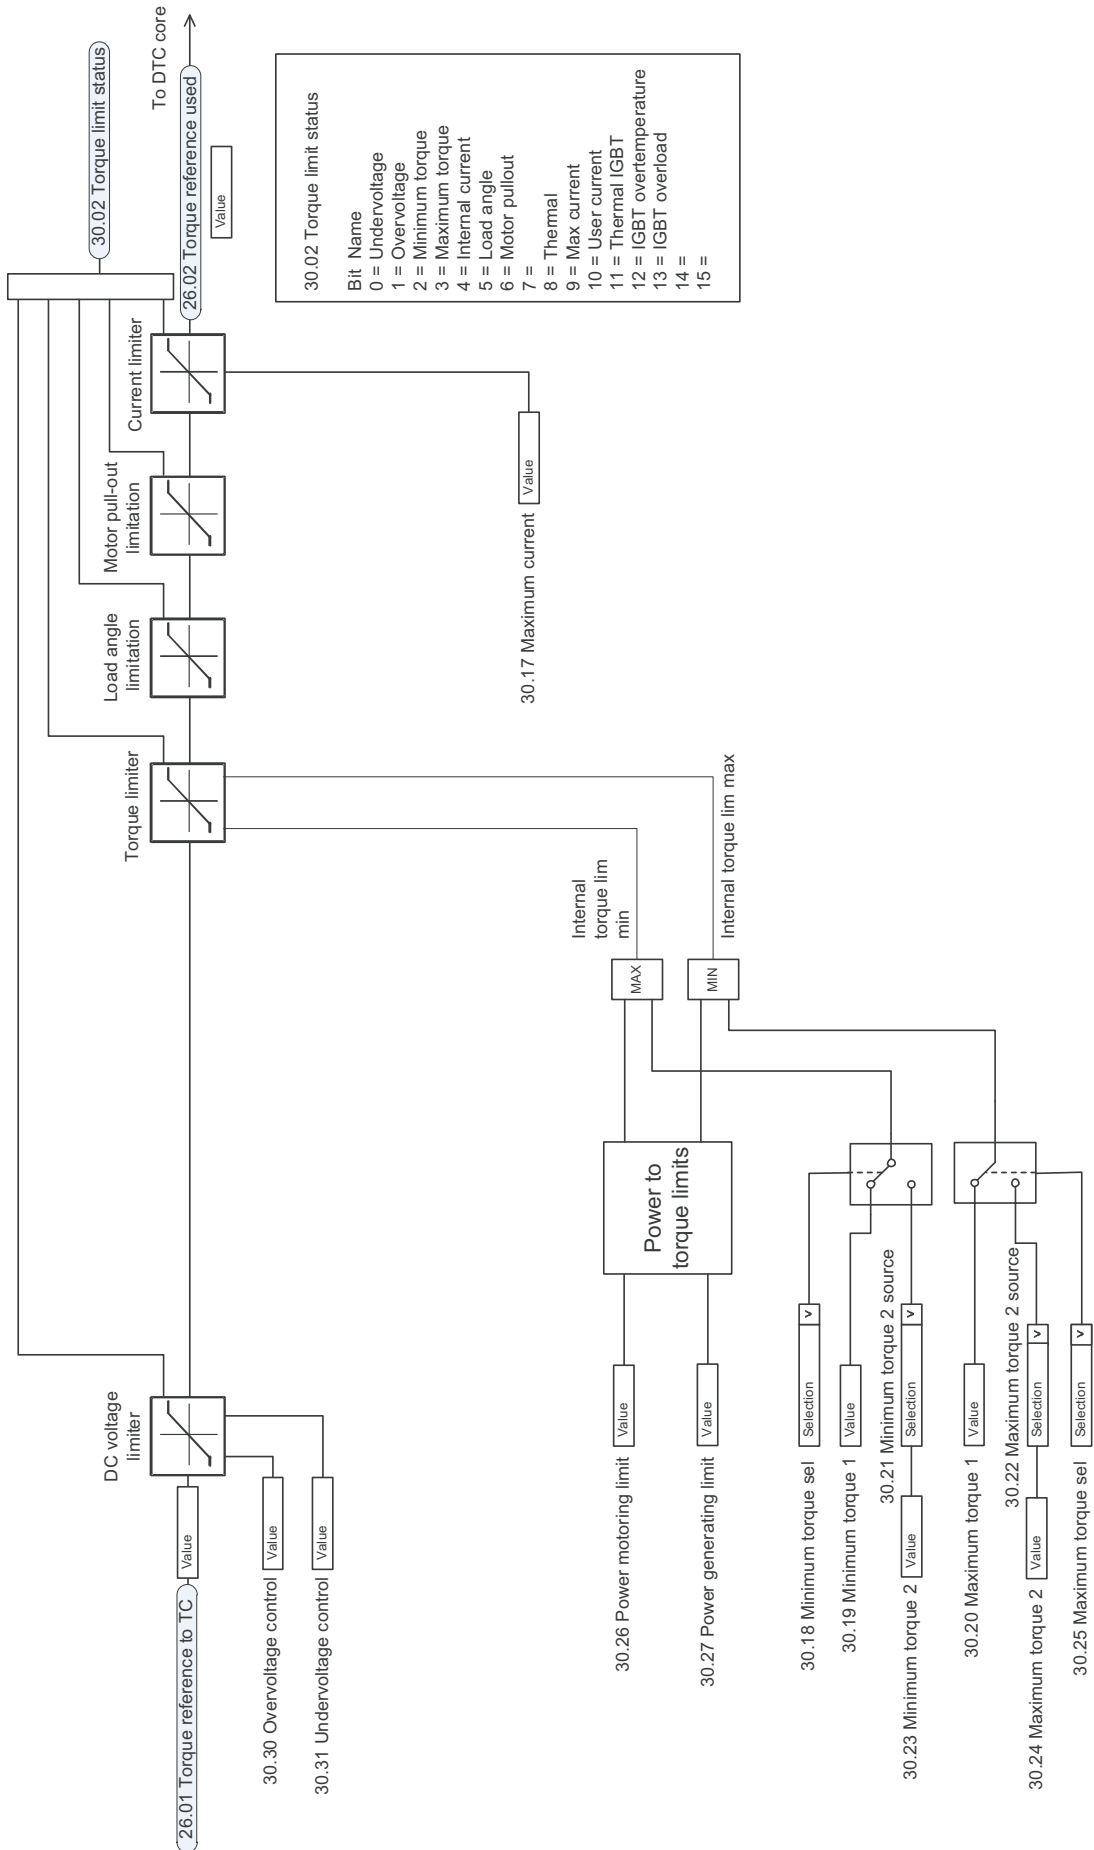 30.02 Torque limit status
To DTC core
26.02 Torque reference used
Value
Current limiter
Motor pull-out
limitation
Load angle
limitation
Torque limiter
DC voltage
limiter
Value
26.01 Torque reference to TC
30.30 Overvoltage control
Value
30.31 Undervoltage control
Value
30.02 Torque limit status
Bit Name
0 = Undervoltage
1 = Overvoltage
2 = Minimum torque
3 = Maximum torque
4 = Internal current
5 = Load angle
6 = Motor pullout
7 =
8 = Thermal
9 = Max current
10 = User current
11 = Thermal IGBT
12 = IGBT overtemperature
13 = IGBT overload
14 =
15 =
30.17 Maximum current
Value
Internal
torque lim
min
MAX
Internal torque lim max
MIN
Power to
torque limits
30.26 Power motoring limit
Value
30.27 Power generating limit
Value
30.18 Minimum torque sel
Selection
v
30.19 Minimum torque 1
Value
30.21 Minimum torque 2 source
30.23 Minimum torque 2
Value
Selection
v
30.20 Maximum torque 1
Value
30.22 Maximum torque 2 source
30.24 Maximum torque 2
Value
Selection
v
30.25 Maximum torque sel
Selection
v